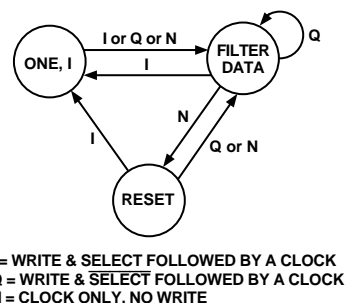 I or Q or N
Q
FILTER
DATA
ONE, I
I
N
I
Q or N
RESET
= WRITE & SELECT FOLLOWED BY A CLOCK
Q = WRITE & S̅E̅L̅E̅C̅T̅ FOLLOWED BY A CLOCK
N = CLOCK ONLY, NO WRITE